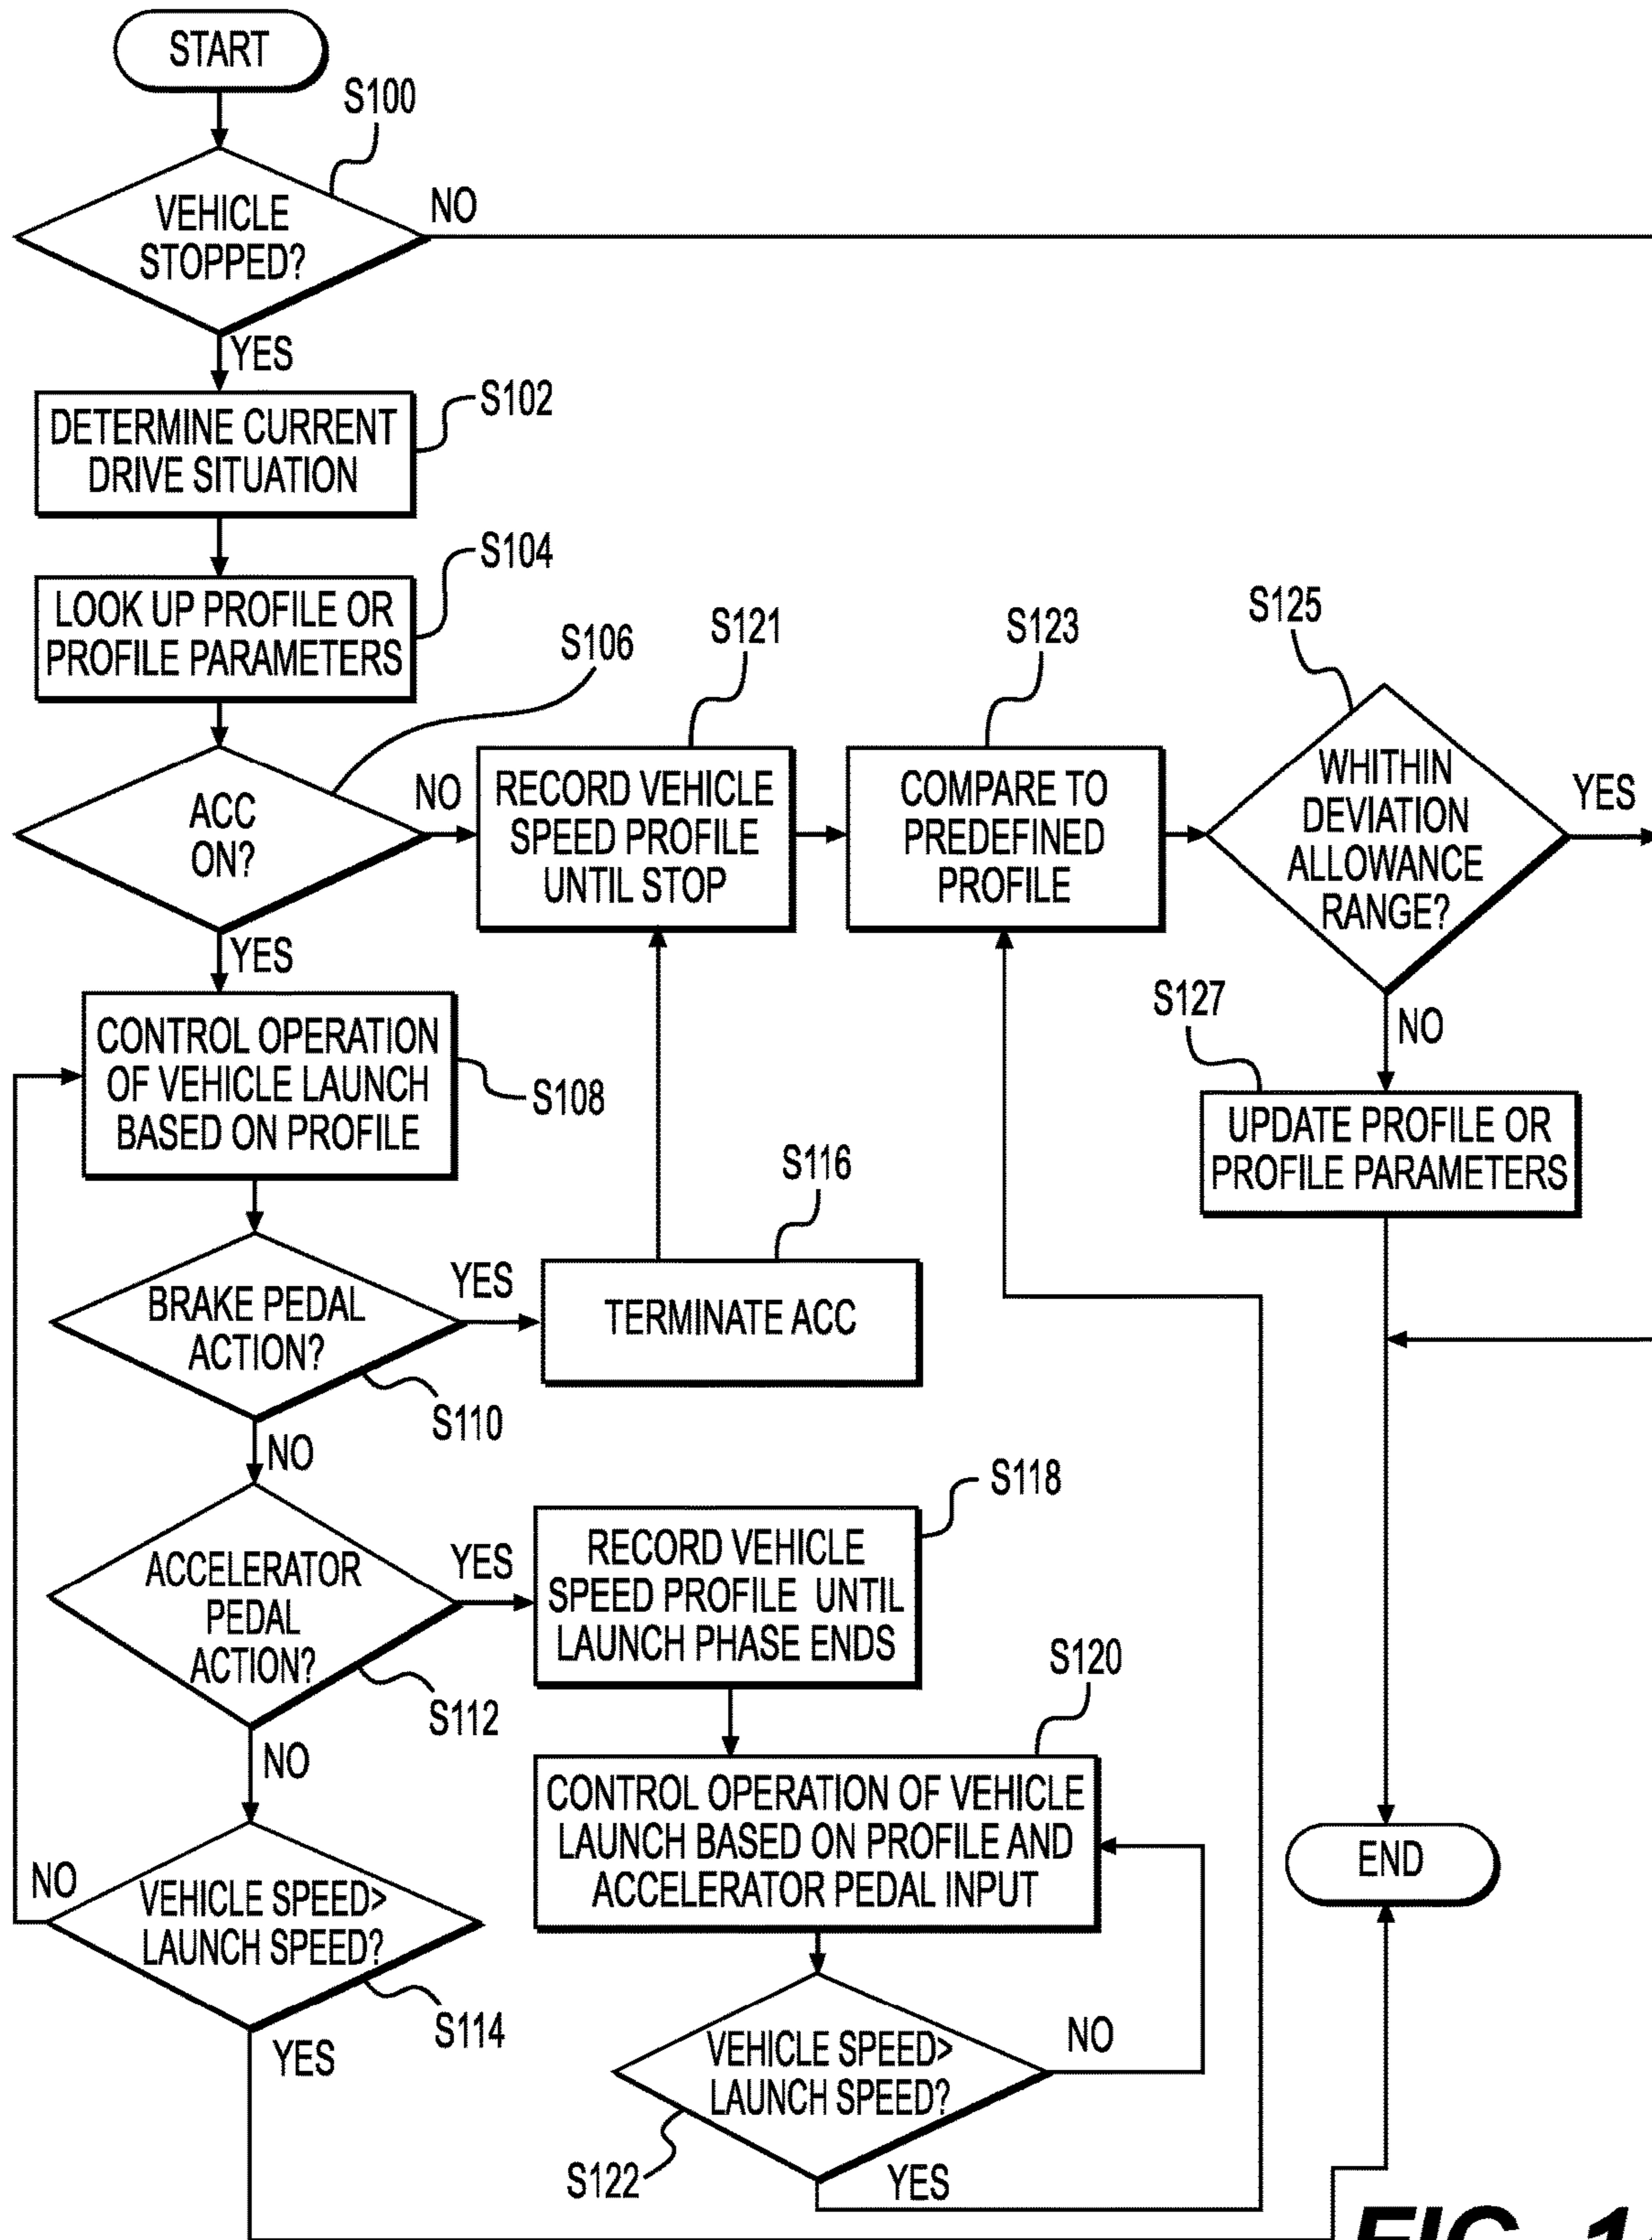 START
S100
VEHICLE
STOPPED?
NO
YES
DETERMINE CURRENT
DRIVE SITUATION
S102
LOOK UP PROFILE OR
PROFILE PARAMETERS
S104
S106
ACC
ON?
NO
YES
S121
RECORD VEHICLE
SPEED PROFILE
UNTIL STOP
S123
COMPARE TO
PREDEFINED
PROFILE
S125
WHITHIN
DEVIATION
ALLOWANCE
RANGE?
YES
NO
S127
UPDATE PROFILE OR
PROFILE PARAMETERS
CONTROL OPERATION
OF VEHICLE LAUNCH
BASED ON PROFILE
S108
BRAKE PEDAL
ACTION?
YES
S110
NO
S116
TERMINATE ACC
ACCELERATOR
PEDAL
ACTION?
YES
S112
NO
S118
RECORD VEHICLE
SPEED PROFILE UNTIL
LAUNCH PHASE ENDS
S120
CONTROL OPERATION OF VEHICLE
LAUNCH BASED ON PROFILE AND
ACCELERATOR PEDAL INPUT
NO
VEHICLE SPEED>
LAUNCH SPEED?
S114
YES
VEHICLE SPEED>
LAUNCH SPEED?
NO
S122
YES
END
FIG.